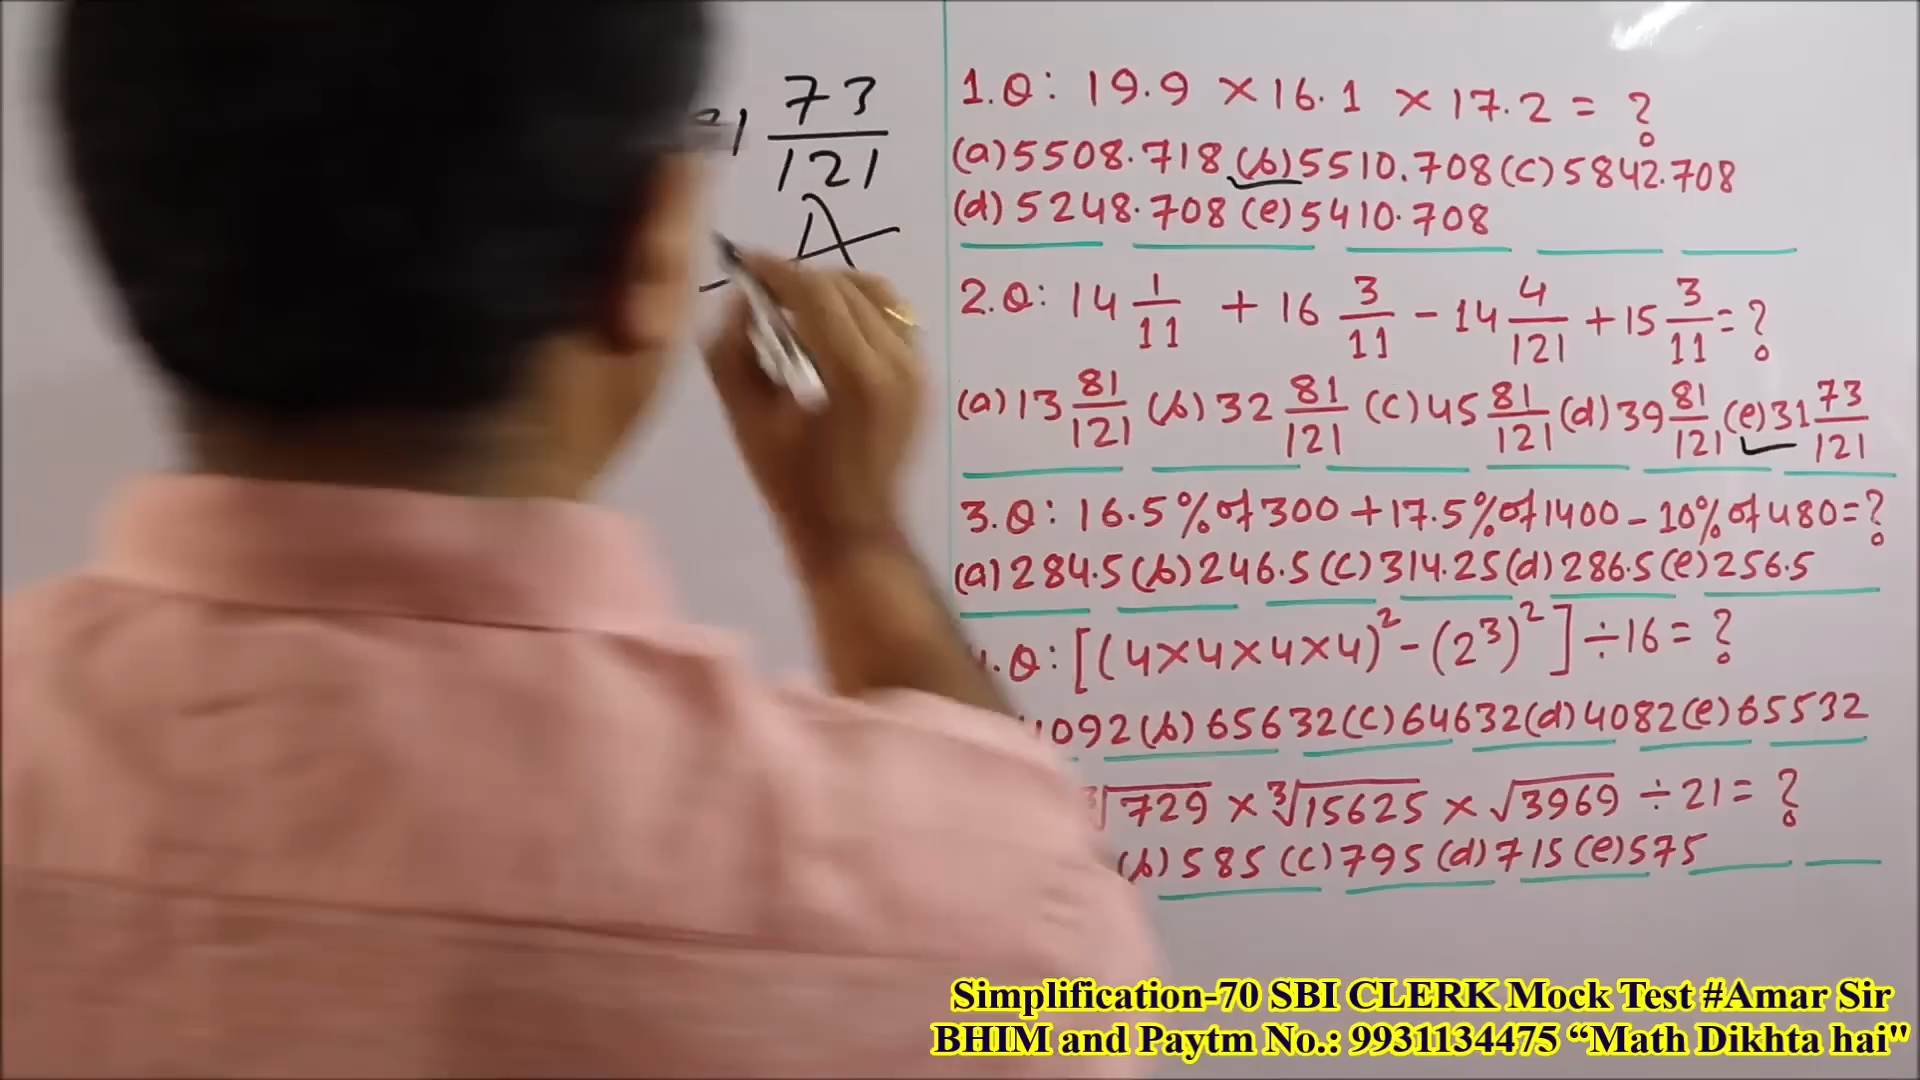 73
121
A
1.Q: 19.9 × 16.1 × 17.2 = ?
(a) 5508.718 (b) 5510.708 (c) 5842.708
(d) 5248.708 (e) 5410.708
2.Q: 14 1/11 + 16 3/11 - 14 4/121 + 15 3/11 = ?
(a) 13 81/121 (b) 32 81/121 (c) 45 81/121 (d) 39 81/121 (e) 31 73/121
3.Q: 16.5% of 300 + 17.5% of 1400 - 10% of 480 = ?
(a) 284.5 (b) 246.5 (c) 314.25 (d) 286.5 (e) 256.5
.Q: [(4×4×4×4)² - (2³)²] ÷ 16 = ?
092 (b) 65632 (c) 64632 (d) 4082 (e) 65532
³√729 × ³√15625 × √3969 ÷ 21 = ?
(b) 585 (c) 795 (d) 715 (e) 575
Simplification-70 SBI CLERK Mock Test #Amar Sir
BHIM and Paytm No.: 9931134475 “Math Dikhta hai"